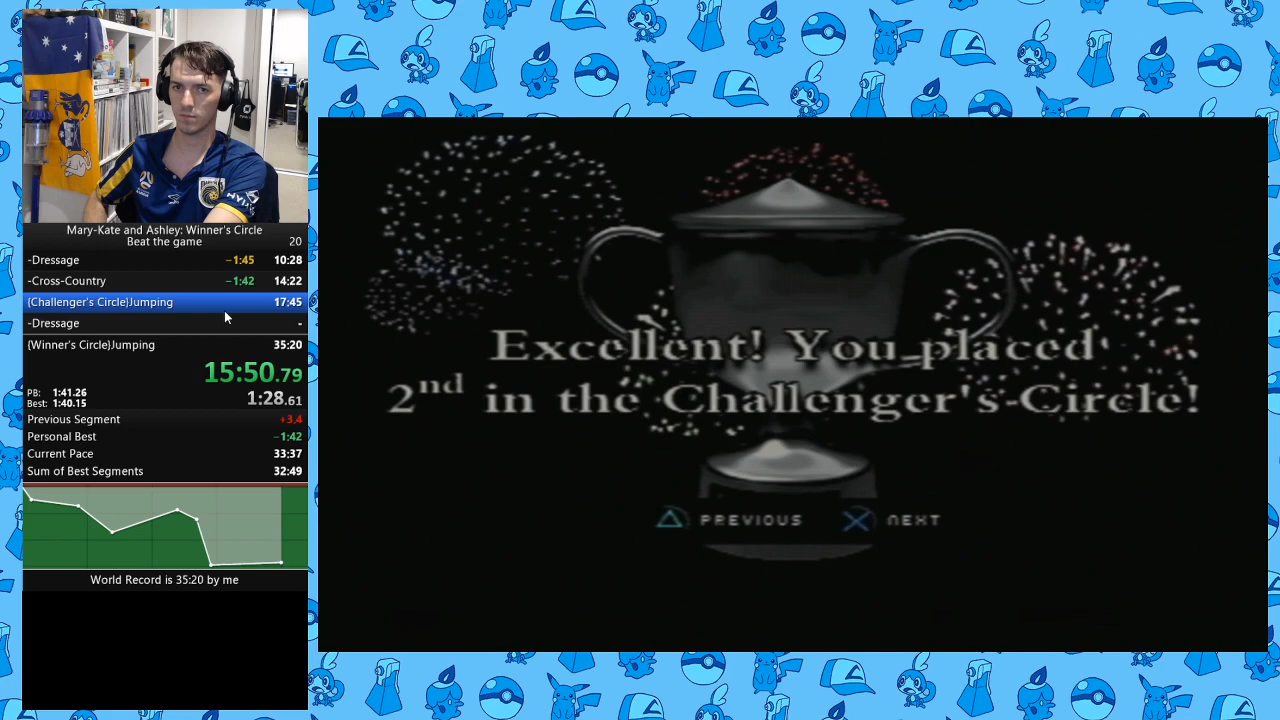 Mary-Kate and Ashley: Winner's Circle
Beat the game 20
-Dressage −1:45 10:28
-Cross-Country −1:42 14:22
{Challenger's Circle}Jumping 17:45
-Dressage -
{Winner's Circle}Jumping 35:20
15:50.79
PB: 1:41.26
Best: 1:40.15
1:28.61
Previous Segment +3.4
Personal Best −1:42
Current Pace 33:37
Sum of Best Segments 32:49
World Record is 35:20 by me
Excellent! You placed
2nd in the Challenger's-Circle!
PREVIOUS NEXT